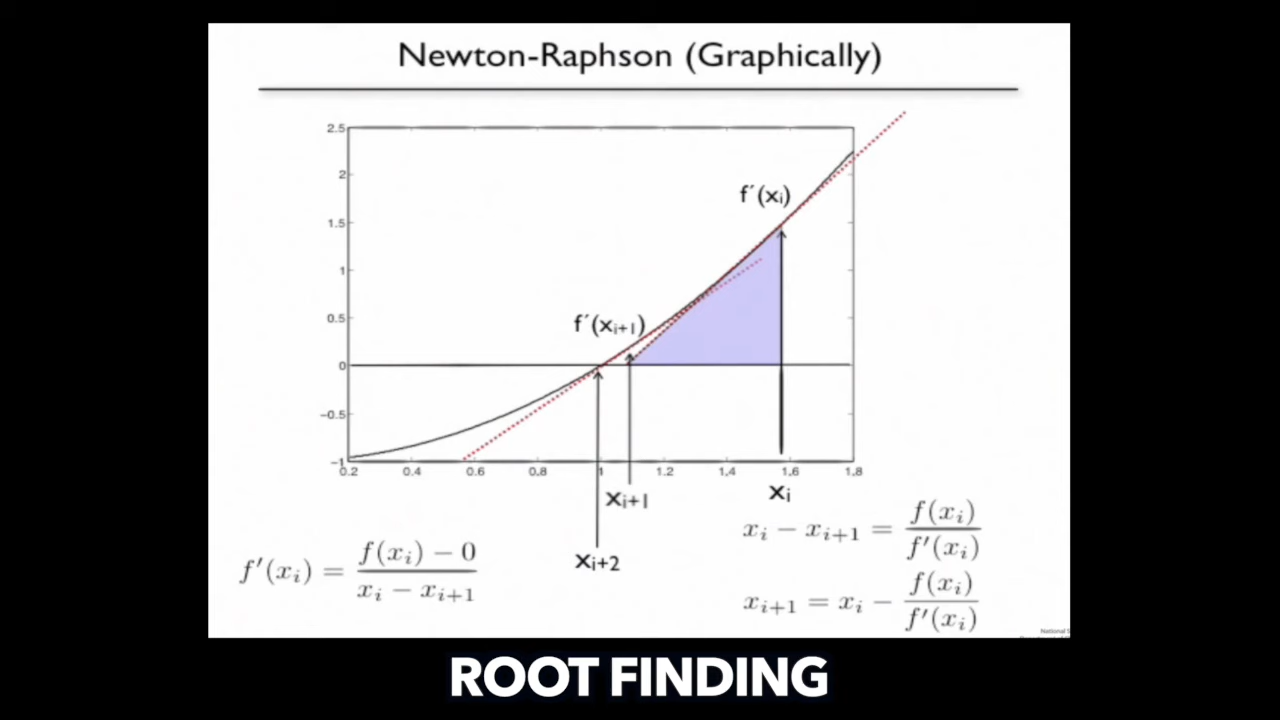 Newton-Raphson (Graphically)
2.5
2
1.5
1
0.5
0
−0.5
−1
0.2 0.4 0.6 0.8 1 1.2 1.4 1.6 1.8
f´(xᵢ)
f´(xᵢ₊₁)
xᵢ
xᵢ₊₁
xᵢ₊₂
f′(xᵢ) = f(xᵢ) − 0 / xᵢ − xᵢ₊₁
xᵢ − xᵢ₊₁ = f(xᵢ) / f′(xᵢ)
xᵢ₊₁ = xᵢ − f(xᵢ) / f′(xᵢ)
National
ROOT FINDING